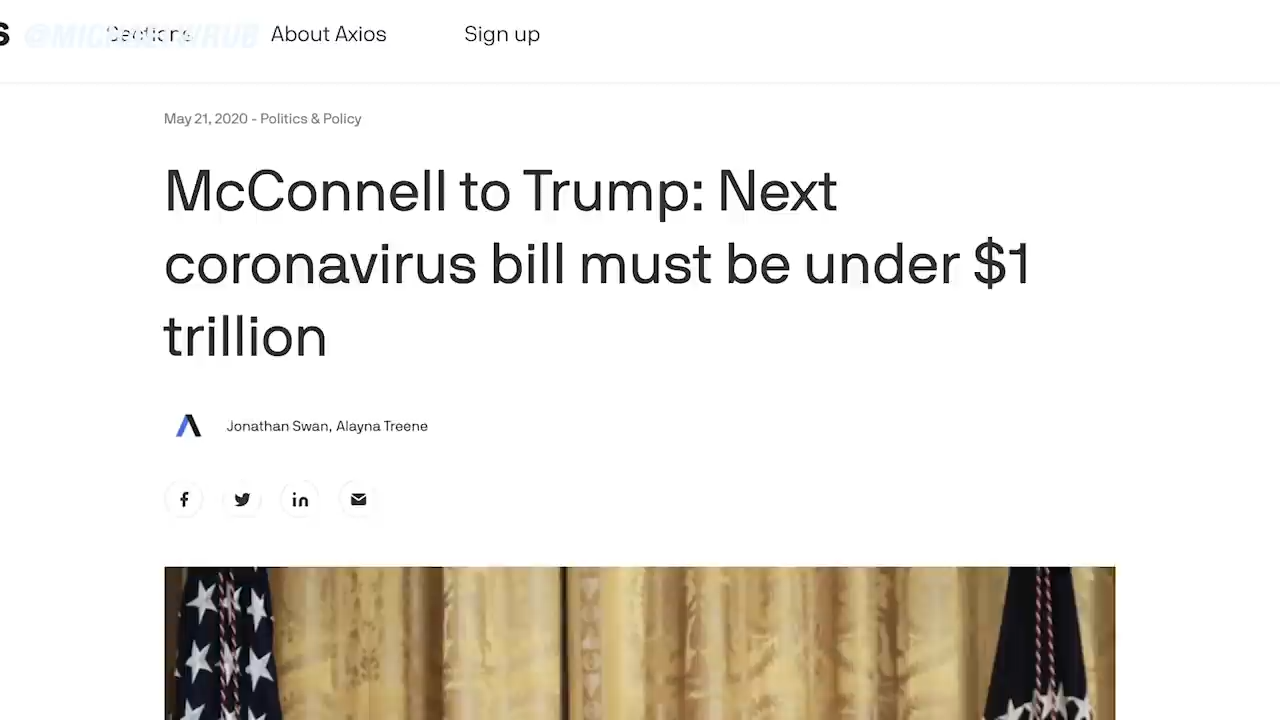 s Sections About Axios Sign up
May 21, 2020 - Politics & Policy
McConnell to Trump: Next
coronavirus bill must be under $1
trillion
Jonathan Swan, Alayna Treene